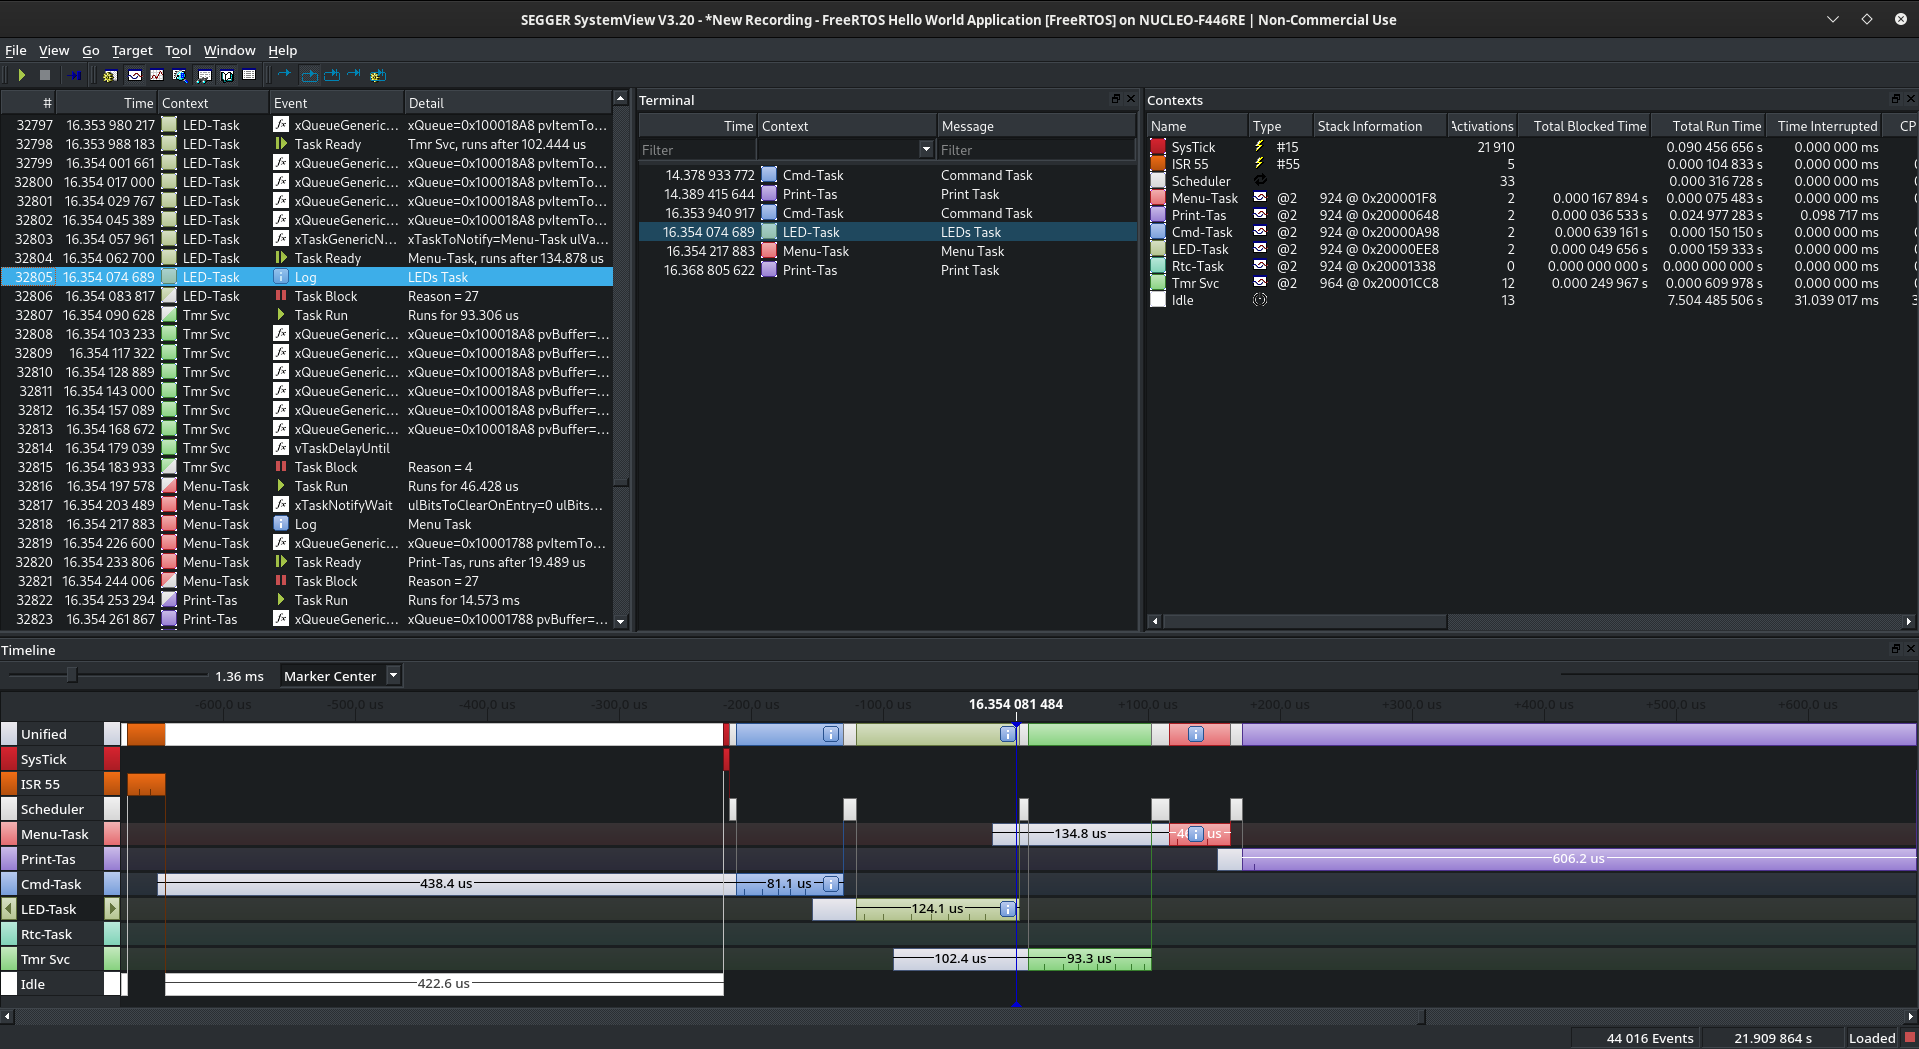 SEGGER SystemView V3.20 - *New Recording - FreeRTOS Hello World Application [FreeRTOS] on NUCLEO-F446RE | Non-Commercial Use
File View Go Target Tool Window Help
# Time Context Event Detail
32797 16.353 980 217 LED-Task xQueueGeneric... xQueue=0x100018A8 pvItemTo...
32798 16.353 988 183 LED-Task Task Ready Tmr Svc, runs after 102.444 us
32799 16.354 001 661 LED-Task xQueueGeneric... xQueue=0x100018A8 pvItemTo...
32800 16.354 017 000 LED-Task xQueueGeneric... xQueue=0x100018A8 pvItemTo...
32801 16.354 029 767 LED-Task xQueueGeneric... xQueue=0x100018A8 pvItemTo...
32802 16.354 045 389 LED-Task xQueueGeneric... xQueue=0x100018A8 pvItemTo...
32803 16.354 057 961 LED-Task xTaskGenericN... xTaskToNotify=Menu-Task ulVa...
32804 16.354 062 700 LED-Task Task Ready Menu-Task, runs after 134.878 us
32805 16.354 074 689 LED-Task Log LEDs Task
32806 16.354 083 817 LED-Task Task Block Reason = 27
32807 16.354 090 628 Tmr Svc Task Run Runs for 93.306 us
32808 16.354 103 233 Tmr Svc xQueueGeneric... xQueue=0x100018A8 pvBuffer=...
32809 16.354 117 322 Tmr Svc xQueueGeneric... xQueue=0x100018A8 pvBuffer=...
32810 16.354 128 889 Tmr Svc xQueueGeneric... xQueue=0x100018A8 pvBuffer=...
32811 16.354 143 000 Tmr Svc xQueueGeneric... xQueue=0x100018A8 pvBuffer=...
32812 16.354 157 089 Tmr Svc xQueueGeneric... xQueue=0x100018A8 pvBuffer=...
32813 16.354 168 672 Tmr Svc xQueueGeneric... xQueue=0x100018A8 pvBuffer=...
32814 16.354 179 039 Tmr Svc vTaskDelayUntil
32815 16.354 183 933 Tmr Svc Task Block Reason = 4
32816 16.354 197 578 Menu-Task Task Run Runs for 46.428 us
32817 16.354 203 489 Menu-Task xTaskNotifyWait ulBitsToClearOnEntry=0 ulBits...
32818 16.354 217 883 Menu-Task Log Menu Task
32819 16.354 226 600 Menu-Task xQueueGeneric... xQueue=0x10001788 pvItemTo...
32820 16.354 233 806 Menu-Task Task Ready Print-Tas, runs after 19.489 us
32821 16.354 244 006 Menu-Task Task Block Reason = 27
32822 16.354 253 294 Print-Tas Task Run Runs for 14.573 ms
32823 16.354 261 867 Print-Tas xQueueGeneric... xQueue=0x10001788 pvBuffer=...
Terminal
Time Context Message
Filter Filter
14.378 933 772 Cmd-Task Command Task
14.389 415 644 Print-Tas Print Task
16.353 940 917 Cmd-Task Command Task
16.354 074 689 LED-Task LEDs Task
16.354 217 883 Menu-Task Menu Task
16.368 805 622 Print-Tas Print Task
Contexts
Name Type Stack Information Activations Total Blocked Time Total Run Time Time Interrupted CP
SysTick #15 21 910 0.090 456 656 s 0.000 000 ms
ISR 55 #55 5 0.000 104 833 s 0.000 000 ms
Scheduler 33 0.000 316 728 s 0.000 000 ms
Menu-Task @2 924 @ 0x200001F8 2 0.000 167 894 s 0.000 075 483 s 0.000 000 ms
Print-Tas @2 924 @ 0x20000648 2 0.000 036 533 s 0.024 977 283 s 0.098 717 ms
Cmd-Task @2 924 @ 0x20000A98 2 0.000 639 161 s 0.000 150 150 s 0.000 000 ms
LED-Task @2 924 @ 0x20000EE8 2 0.000 049 656 s 0.000 159 333 s 0.000 000 ms
Rtc-Task @2 924 @ 0x20001338 0 0.000 000 000 s 0.000 000 000 s 0.000 000 ms
Tmr Svc @2 964 @ 0x20001CC8 12 0.000 249 967 s 0.000 609 978 s 0.000 000 ms
Idle 13 7.504 485 506 s 31.039 017 ms
Timeline
1.36 ms Marker Center
-600,0 us -500,0 us -400,0 us -300,0 us -200,0 us -100,0 us 16.354 081 484 +100,0 us +200,0 us +300,0 us +400,0 us +500,0 us +600,0 us
Unified
SysTick
ISR 55
Scheduler
Menu-Task 134.8 us us
Print-Tas 606.2 us
Cmd-Task 438.4 us 81.1 us
LED-Task 124.1 us
Rtc-Task
Tmr Svc 102.4 us 93.3 us
Idle 422.6 us
44 016 Events 21.909 864 s Loaded